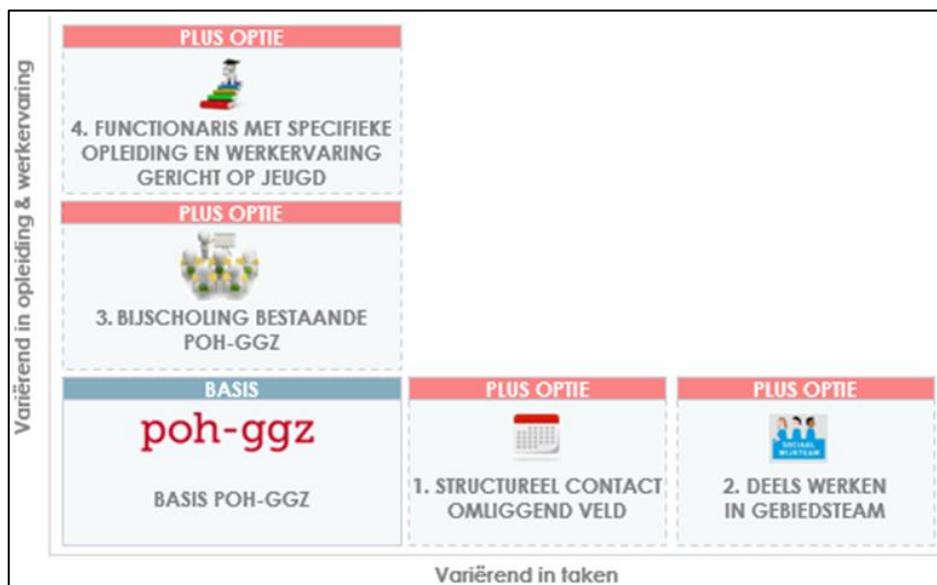 Variërend in opleiding & werkervaring
PLUS OPTIE
4. FUNCTIONARIS MET SPECIFIEKE
OPLEIDING EN WERKERVARING
GERICHT OP JEUGD
PLUS OPTIE
3. BIJSCHOLING BESTAANDE
POH-GGZ
BASIS
poh-ggz
BASIS POH-GGZ
PLUS OPTIE
1. STRUCTUREEL CONTACT
OMLIGGEND VELD
PLUS OPTIE
SOCIAAL
WIJKTEAM
2. DEELS WERKEN
IN GEBIEDSTEAM
Variërend in taken